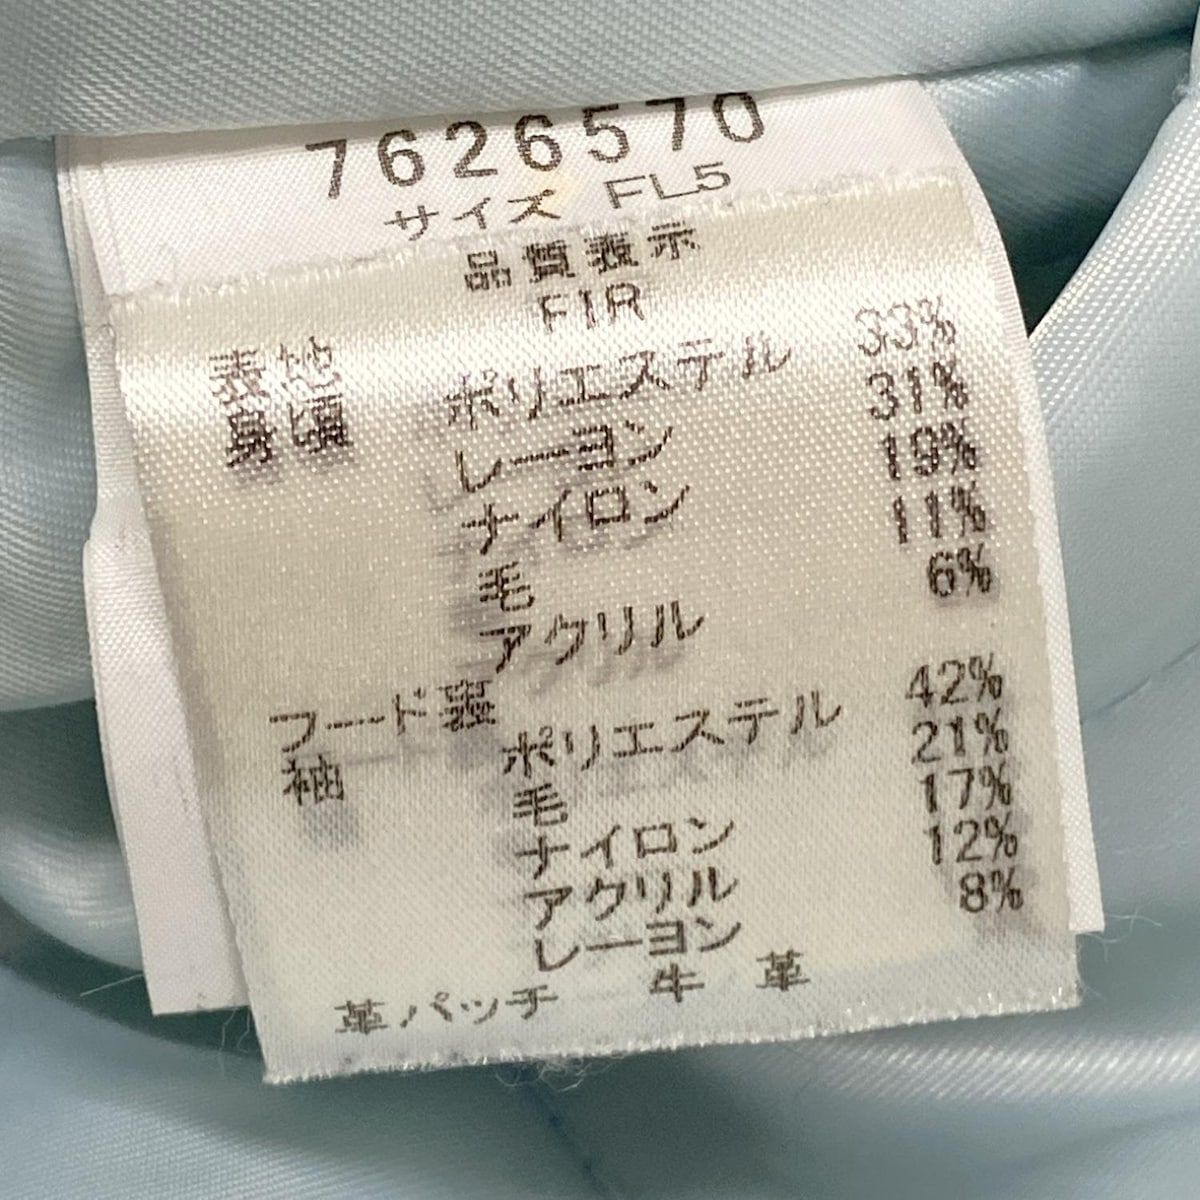 7626570
サイズ FL5
品質表示
FIR
表地
身頃 ポリエステル 33%
レーヨン 31%
ナイロン 19%
毛 11%
アクリル 6%
フード裏
袖 ポリエステル 42%
毛 21%
ナイロン 17%
アクリル 12%
レーヨン 8%
革パッチ 牛革